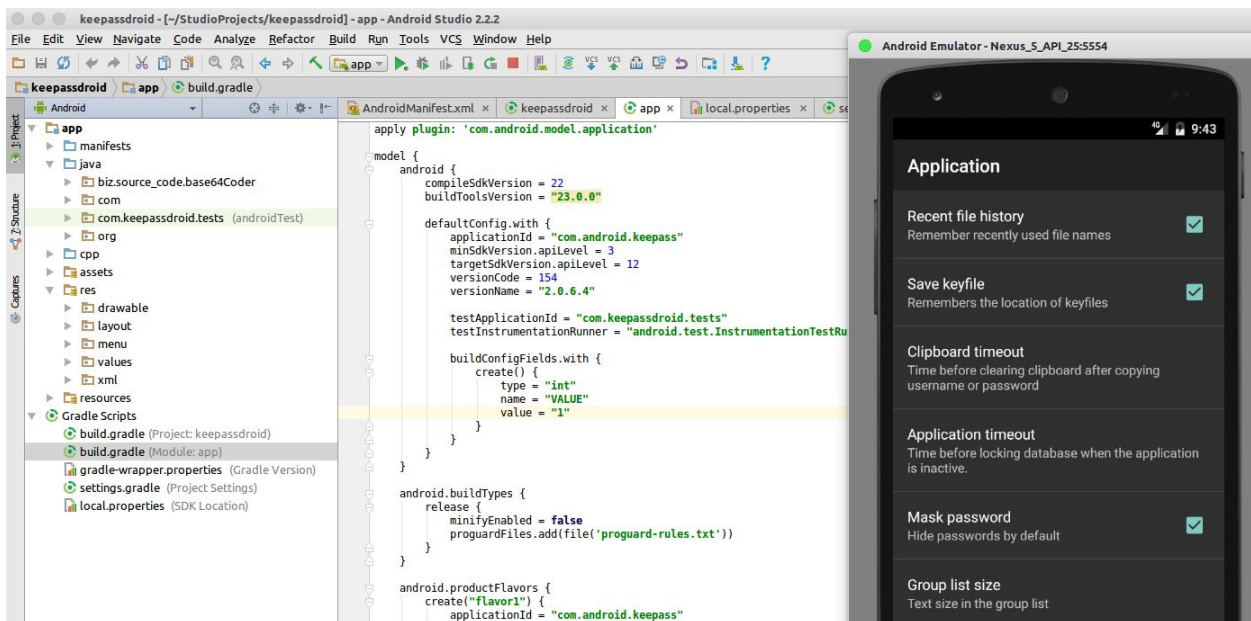 keepassdroid - [~/StudioProjects/keepassdroid] - app - Android Studio 2.2.2
File Edit View Navigate Code Analyze Refactor Build Run Tools VCS Window Help
app
VCS VCS ?
keepassdroid app build.gradle
1: Project
7: Structure
Captures
Android
app
manifests
java
biz.source_code.base64Coder
com
com.keepassdroid.tests (androidTest)
org
cpp
assets
res
drawable
layout
menu
values
xml
resources
Gradle Scripts
build.gradle (Project: keepassdroid)
build.gradle (Module: app)
gradle-wrapper.properties (Gradle Version)
settings.gradle (Project Settings)
local.properties (SDK Location)
AndroidManifest.xml × keepassdroid × app × local.properties × se
apply plugin: 'com.android.model.application'
model {
android {
compileSdkVersion = 22
buildToolsVersion = "23.0.0"
defaultConfig.with {
applicationId = "com.android.keepass"
minSdkVersion.apiLevel = 3
targetSdkVersion.apiLevel = 12
versionCode = 154
versionName = "2.0.6.4"
testApplicationId = "com.keepassdroid.tests"
testInstrumentationRunner = "android.test.InstrumentationTestRu
buildConfigFields.with {
create() {
type = "int"
name = "VALUE"
value = "1"
}
}
}
}
android.buildTypes {
release {
minifyEnabled = false
proguardFiles.add(file('proguard-rules.txt'))
}
}
android.productFlavors {
create("flavor1") {
applicationId = "com.android.keepass"
Android Emulator - Nexus_5_API_25:5554
4G 9:43
Application
Recent file history
Remember recently used file names
Save keyfile
Remembers the location of keyfiles
Clipboard timeout
Time before clearing clipboard after copying
username or password
Application timeout
Time before locking database when the application
is inactive.
Mask password
Hide passwords by default
Group list size
Text size in the group list